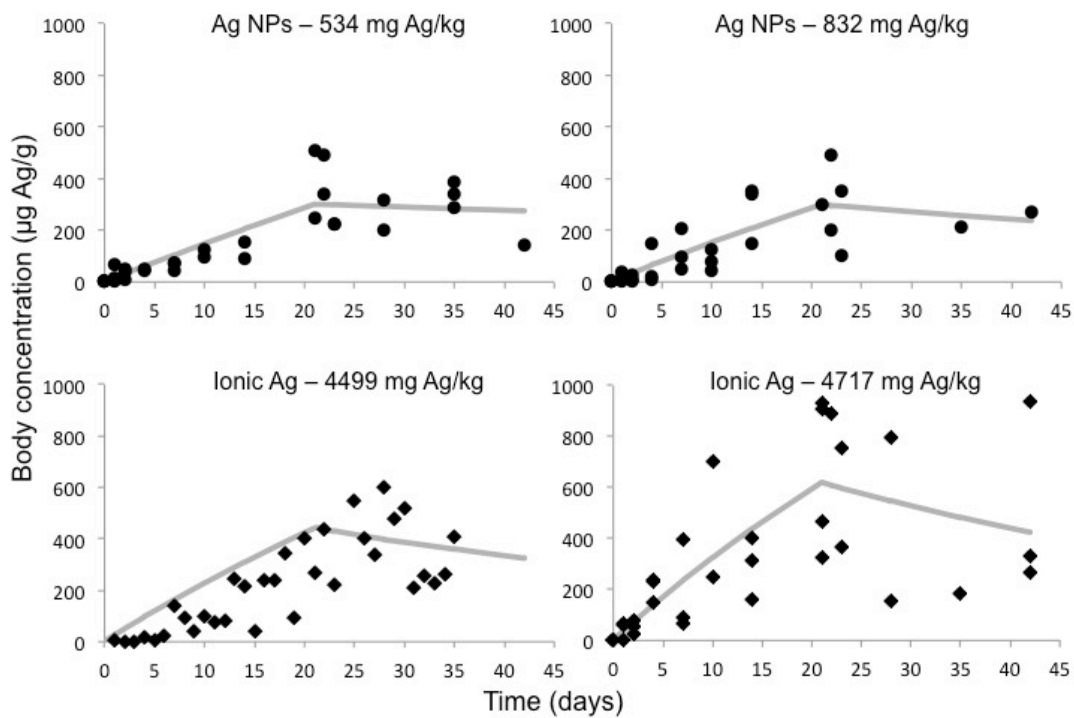 Ag NPs – 534 mg Ag/kg
Ag NPs – 832 mg Ag/kg
1000
800
600
400
200
0
0 5 10 15 20 25 30 35 40 45
1000
800
600
400
200
0
0 5 10 15 20 25 30 35 40 45
Body concentration (µg Ag/g)
Ionic Ag – 4499 mg Ag/kg
Ionic Ag – 4717 mg Ag/kg
1000
800
600
400
200
0
0 5 10 15 20 25 30 35 40 45
1000
800
600
400
200
0
0 5 10 15 20 25 30 35 40 45
Time (days)